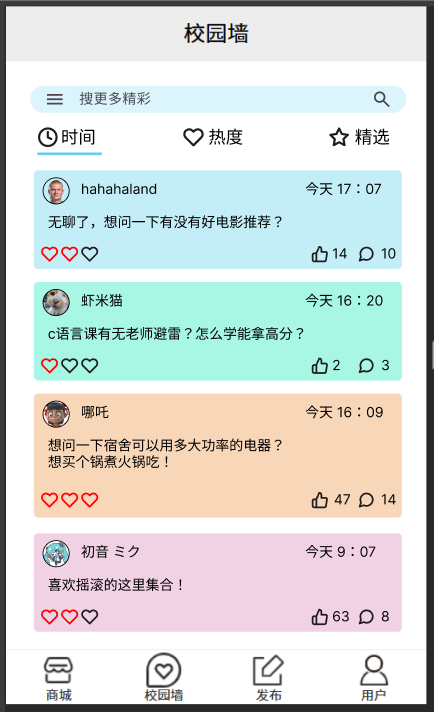 校园墙
搜更多精彩
时间 热度 精选
hahahaland 今天 17：07
无聊了，想问一下有没有好电影推荐？
14 10
虾米猫 今天 16：20
c语言课有无老师避雷？怎么学能拿高分？
2 3
哪吒 今天 16：09
想问一下宿舍可以用多大功率的电器？
想买个锅煮火锅吃！
47 14
初音 ミク 今天 9：07
喜欢摇滚的这里集合！
63 8
商城 校园墙 发布 用户